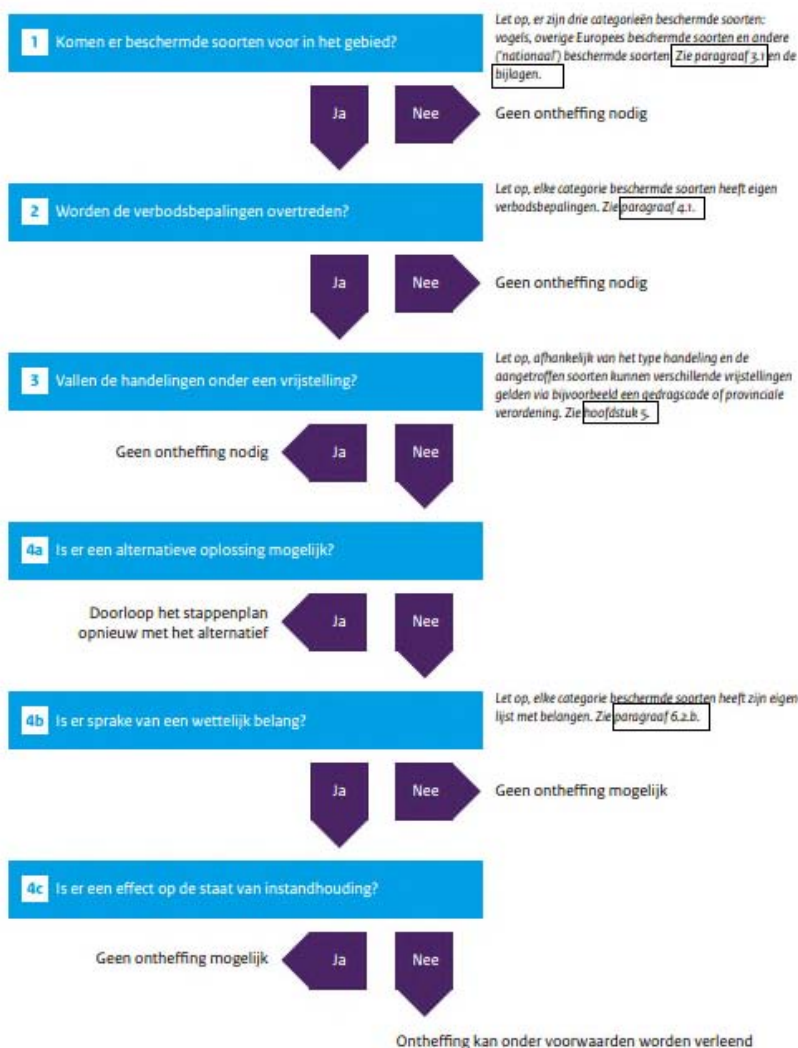 1 Komen er beschermde soorten voor in het gebied?
Let op, er zijn drie categorieën beschermde soorten:
vogels, overige Europees beschermde soorten en andere
('nationaal') beschermde soorten. Zie paragraaf 3.1 en de
bijlagen.
Ja
Nee
Geen ontheffing nodig
2 Worden de verbodsbepalingen overtreden?
Let op, elke categorie beschermde soorten heeft eigen
verbodsbepalingen. Zie paragraaf 4.1.
Ja
Nee
Geen ontheffing nodig
3 Vallen de handelingen onder een vrijstelling?
Let op, afhankelijk van het type handeling en de
aangetroffen soorten kunnen verschillende vrijstellingen
gelden via bijvoorbeeld een gedragscode of provinciale
verordening. Zie hoofdstuk 5.
Geen ontheffing nodig
Ja
Nee
4a Is er een alternatieve oplossing mogelijk?
Doorloop het stappenplan
opnieuw met het alternatief
Ja
Nee
4b Is er sprake van een wettelijk belang?
Let op, elke categorie beschermde soorten heeft zijn eigen
lijst met belangen. Zie paragraaf 6.2.b.
Ja
Nee
Geen ontheffing mogelijk
4c Is er een effect op de staat van instandhouding?
Geen ontheffing mogelijk
Ja
Nee
Ontheffing kan onder voorwaarden worden verleend